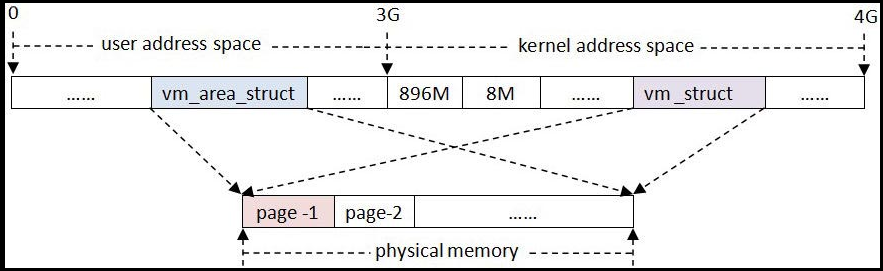 0 3G 4G
user address space kernel address space
...... vm_area_struct ...... 896M 8M ...... vm _struct ......
page -1 page-2 ......
physical memory